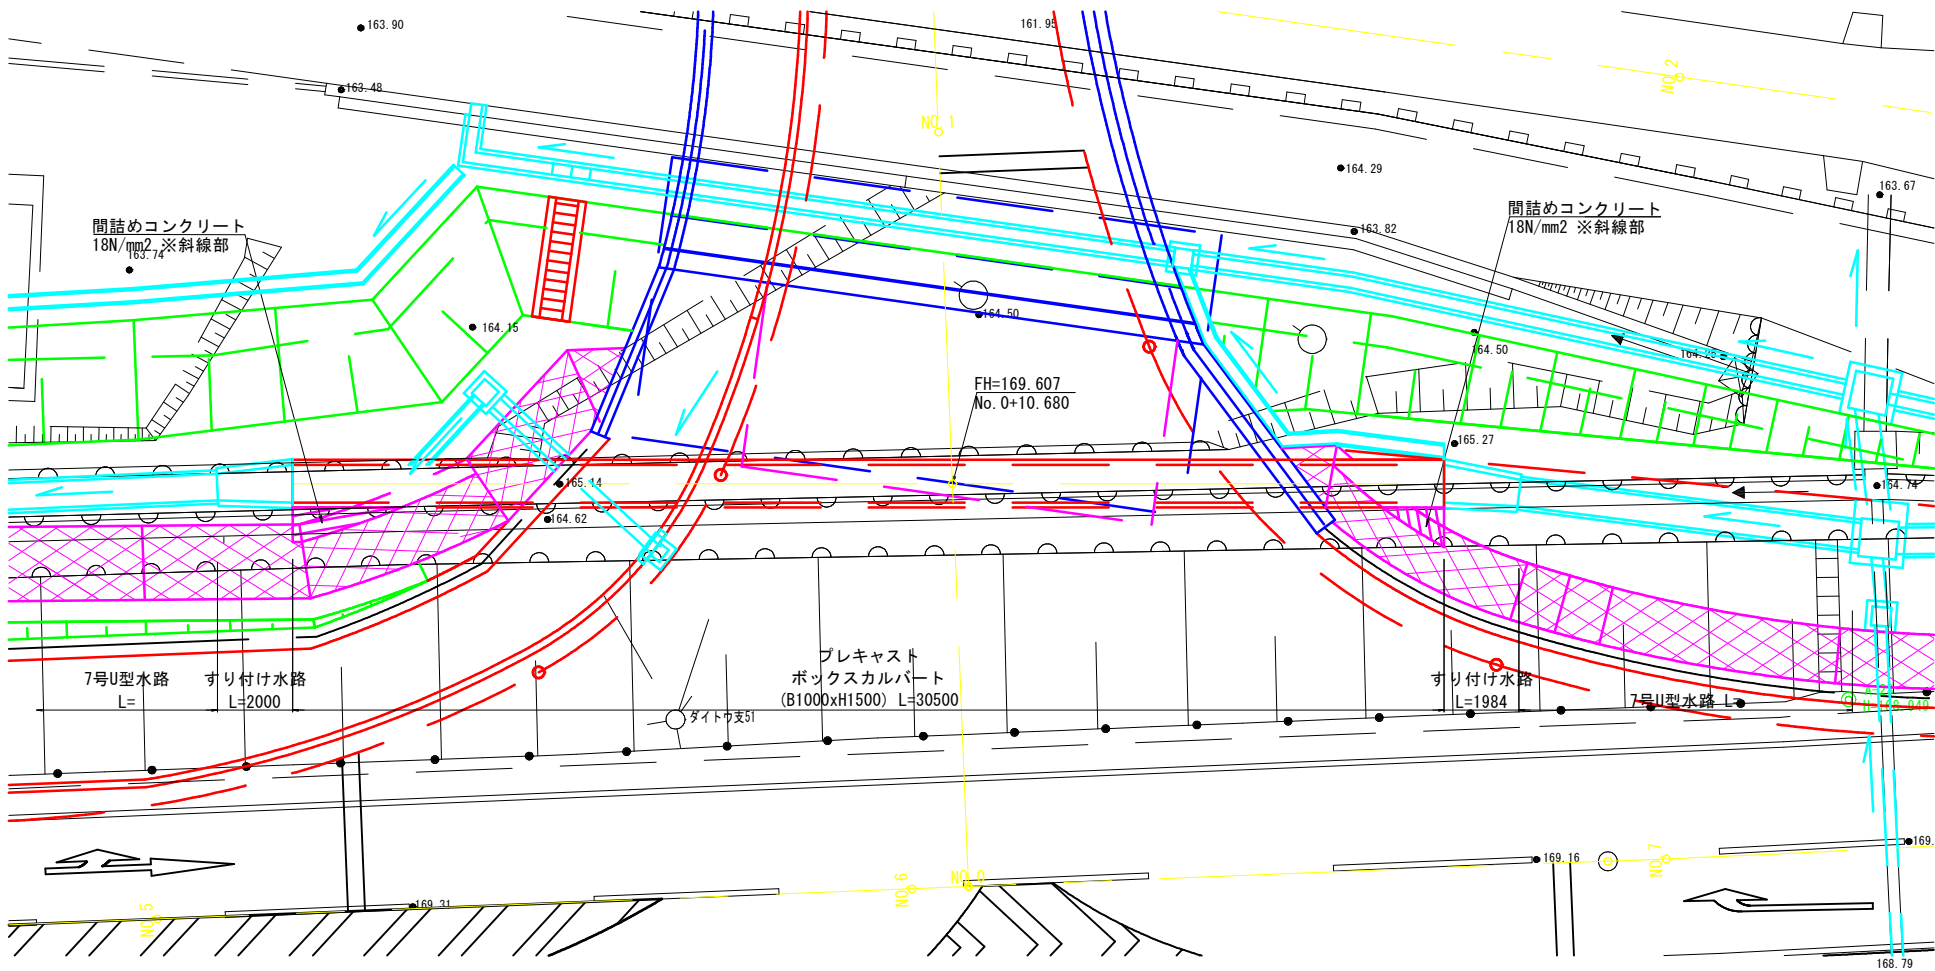 163.90
161.95
NO.2
163.48
NO.1
164.29
163.67
間詰めコンクリート
18N/mm2 ※斜線部
163.74
間詰めコンクリート
18N/mm2 ※斜線部
163.82
164.15
164.50
164.50
FH=169.607
No.0+10.680
165.27
165.14
164.74
164.62
7号U型水路
L=
すり付け水路
L=2000
プレキャスト
ボックスカルバート
(B1000xH1500) L=30500
すり付け水路
L=1984
7号U型水路 L=
ダイトウ支51
169.16
169.
NO.7
NO.6
NO.0
NO.5
169.31
168.79